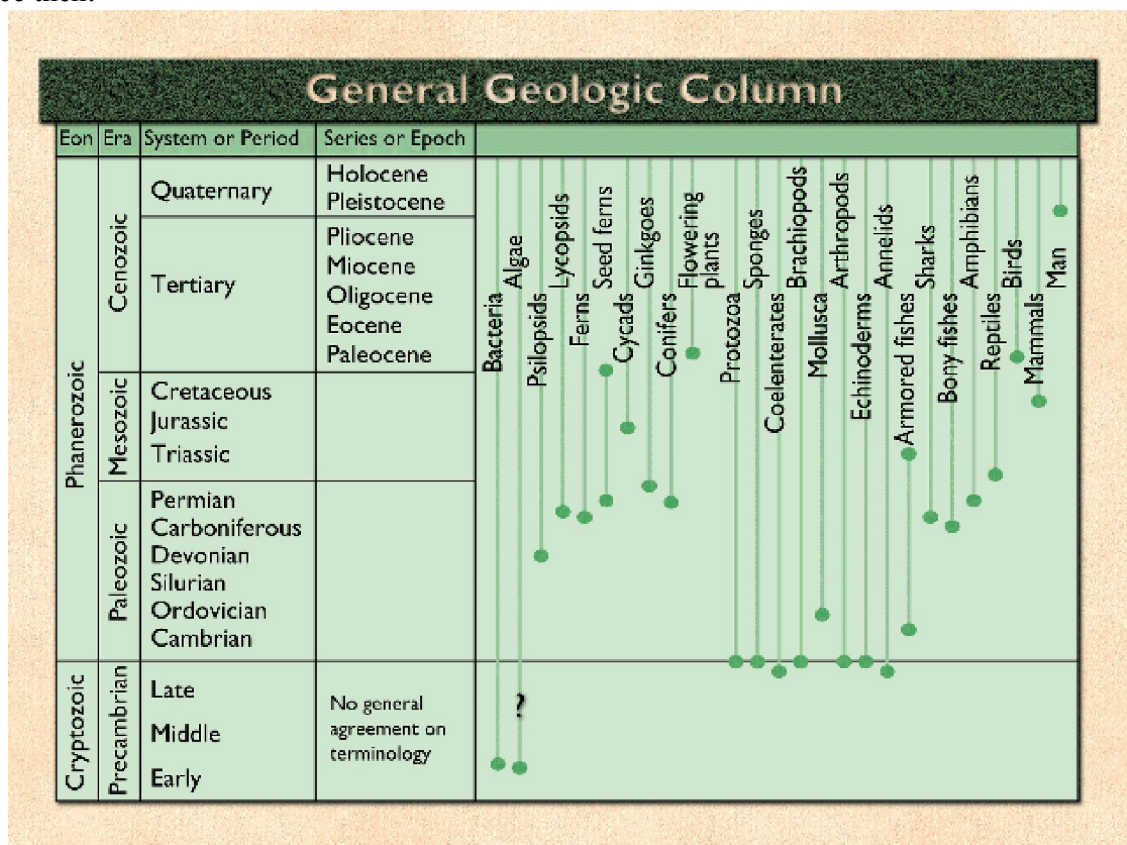 General Geologic Column
Eon Era System or Period Series or Epoch
Phanerozoic
Cenozoic
Quaternary
Holocene
Pleistocene
Tertiary
Pliocene
Miocene
Oligocene
Eocene
Paleocene
Mesozoic
Cretaceous
Jurassic
Triassic
Paleozoic
Permian
Carboniferous
Devonian
Silurian
Ordovician
Cambrian
Cryptozoic
Precambrian
Late
Middle
Early
No general
agreement on
terminology
Bacteria
Algae
?
Psilopsids
Lycopsids
Ferns
Seed ferns
Cycads
Ginkgoes
Conifers
Flowering
plants
Protozoa
Sponges
Coelenterates
Brachiopods
Mollusca
Arthropods
Echinoderms
Annelids
Armored fishes
Sharks
Bony fishes
Amphibians
Reptiles
Birds
Mammals
Man